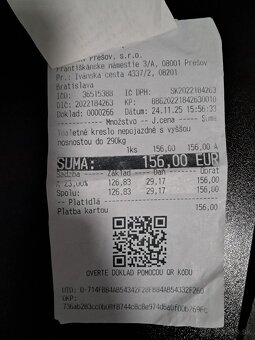 Prešov, s.r.o.
Františkánske námestie 3/A, 08001 Prešov
Pr.: Ivánska cesta 4337/2, 08201
Bratislava
IČO: 36515388 IČ DPH: SK2022184263
DIČ: 2022184263 KP: 8862022184263001O
Doklad: 0000266 Dňa: 24.11.25 15:56:33
Množstvo J.cena Suma
Toaletné kreslo nepojazdné s vyššou
nosnosťou do 290kg
1ks 156,00 156,00 A
SUMA: 156,00 EUR
Sadzba Základ Daň Obrat
A 23,00% 126,83 29,17 156,00
Spolu: 126,83 29,17 156,00
Platidlá
Platba kartou 156,00
OVERTE DOKLAD POMOCOU QR KÓDU
UID:
OKP: